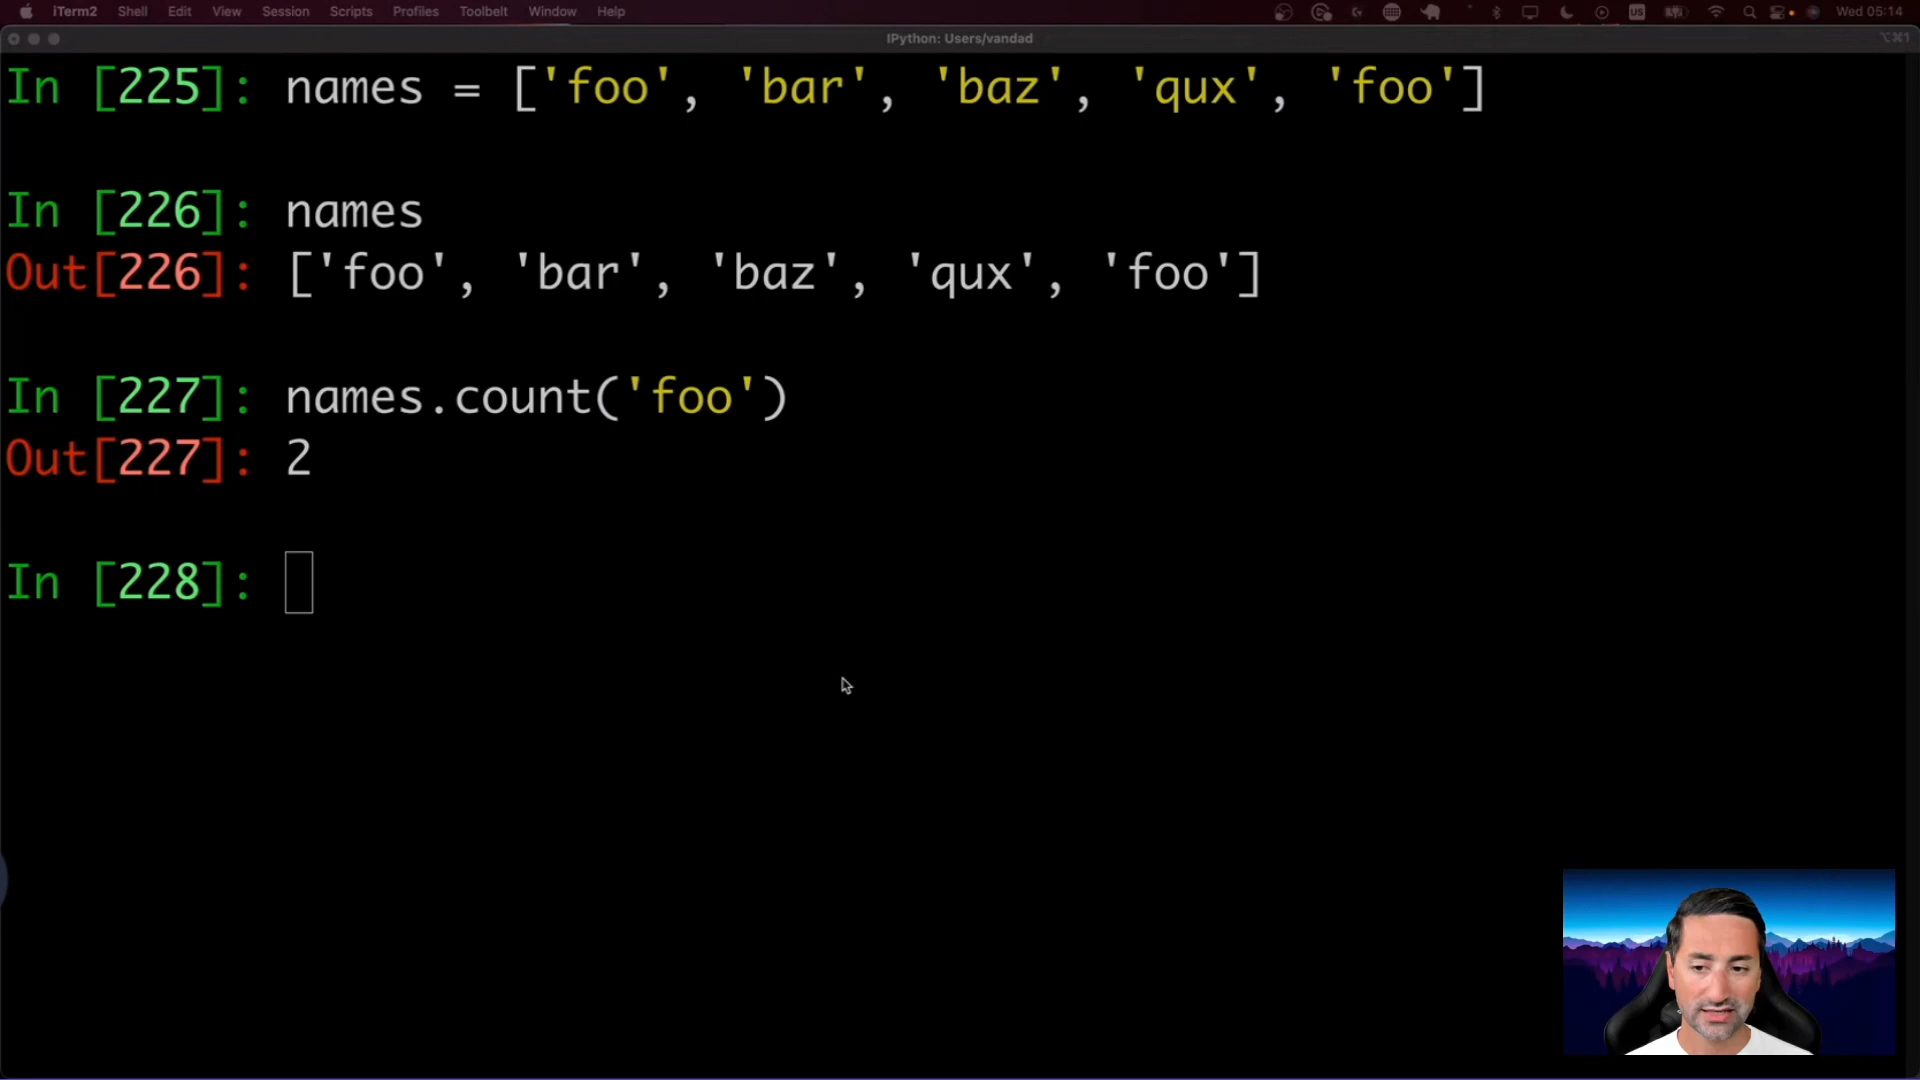 iTerm2 Shell Edit View Session Scripts Profiles Toolbelt Window Help US Wed 05:14
IPython: Users/vandad ⌥⌘1
In [225]: names = ['foo', 'bar', 'baz', 'qux', 'foo']
In [226]: names
Out[226]: ['foo', 'bar', 'baz', 'qux', 'foo']
In [227]: names.count('foo')
Out[227]: 2
In [228]: